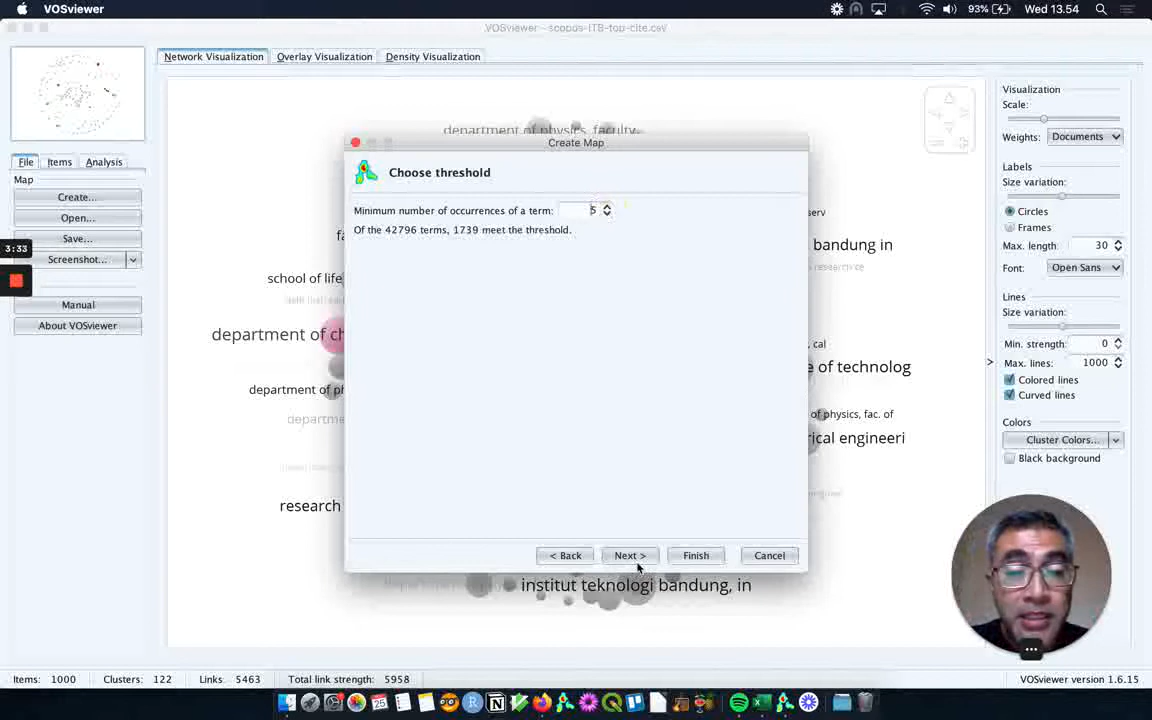 VOSviewer
93%
Wed 13.54
VOSviewer - scopus-ITB-top-cite.csv
Network Visualization
Overlay Visualization
Density Visualization
File
Items
Analysis
Map
Create...
Open...
Save...
Screenshot...
Manual
About VOSviewer
3:33
department of physics, faculty
school of life
department of ch
department of ph
department
research
institut teknologi bandung, in
serv
bandung in
, cal
e of technolog
of physics, fac. of
rical engineeri
Create Map
Choose threshold
Minimum number of occurrences of a term:
5
Of the 42796 terms, 1739 meet the threshold.
< Back
Next >
Finish
Cancel
Visualization
Scale:
Weights:
Documents
Labels
Size variation:
Circles
Frames
Max. length:
30
Font:
Open Sans
Lines
Size variation:
Min. strength:
0
Max. lines:
1000
Colored lines
Curved lines
Colors
Cluster Colors...
Black background
>
Items: 1000
Clusters: 122
Links: 5463
Total link strength: 5958
VOSviewer version 1.6.15